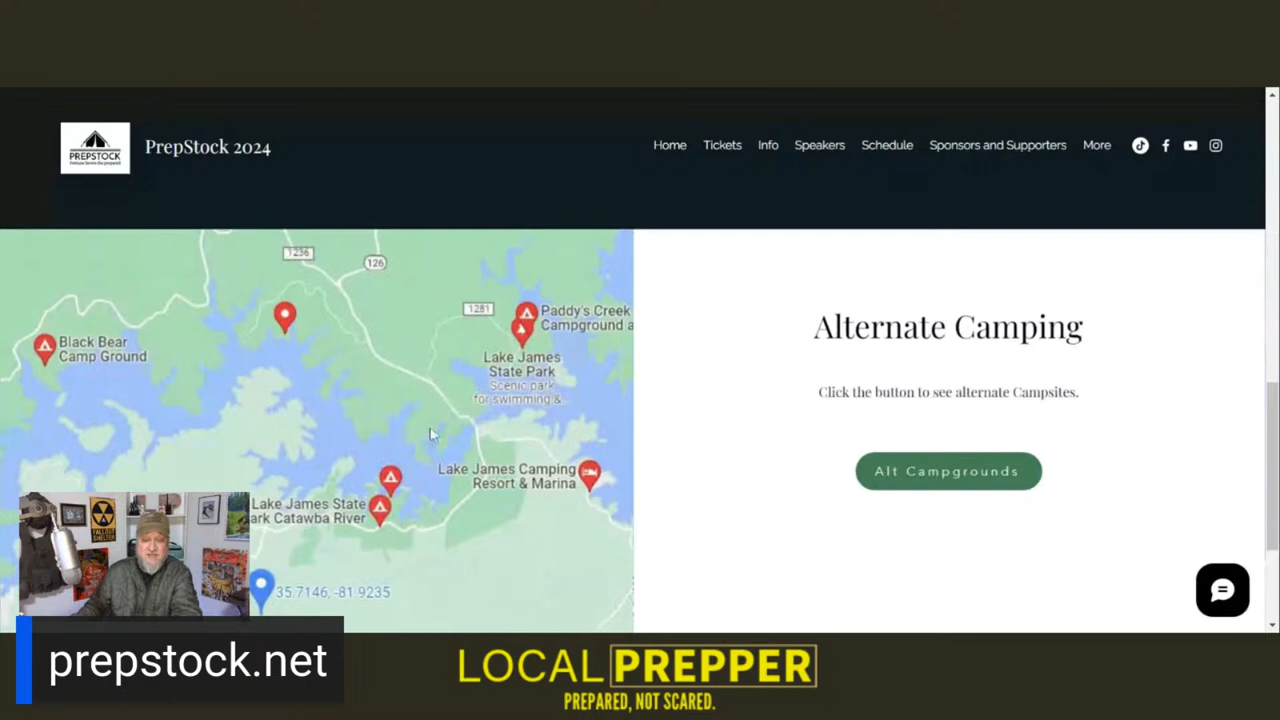 PREPSTOCK
PrepStock 2024
Home Tickets Info Speakers Schedule Sponsors and Supporters More
1236
126
1281
Paddy's Creek
Campground a
Black Bear
Camp Ground
Lake James
State Park
Scenic park
for swimming &
Lake James Camping
Resort & Marina
Lake James State
ark Catawba River
35.7146, -81.9235
Alternate Camping
Click the button to see alternate Campsites.
Alt Campgrounds
FALLOUT
SHELTER
prepstock.net
LOCAL PREPPER
PREPARED, NOT SCARED.